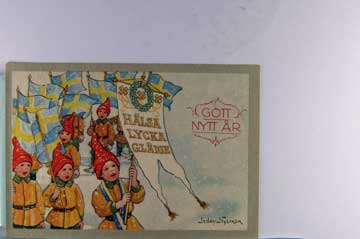 HÄLSA
LYCKA
GLÄDJE
GOTT
NYTT ÅR